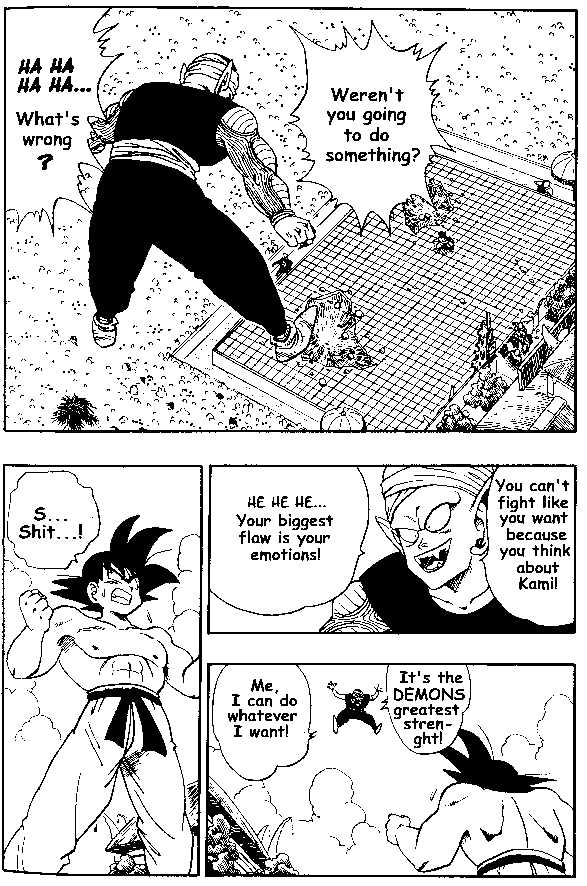 Weren't
you going
to do
something?
HA HA
HA HA...
What's
wrong
?
You can't
fight like
you want
because
you think
about
Kami!
HE HE HE...
Your biggest
flaw is your
emotions!
S...
Shit...!
It's the
DEMONS
greatest
stren-
ght!
Me,
I can do
whatever
I want!